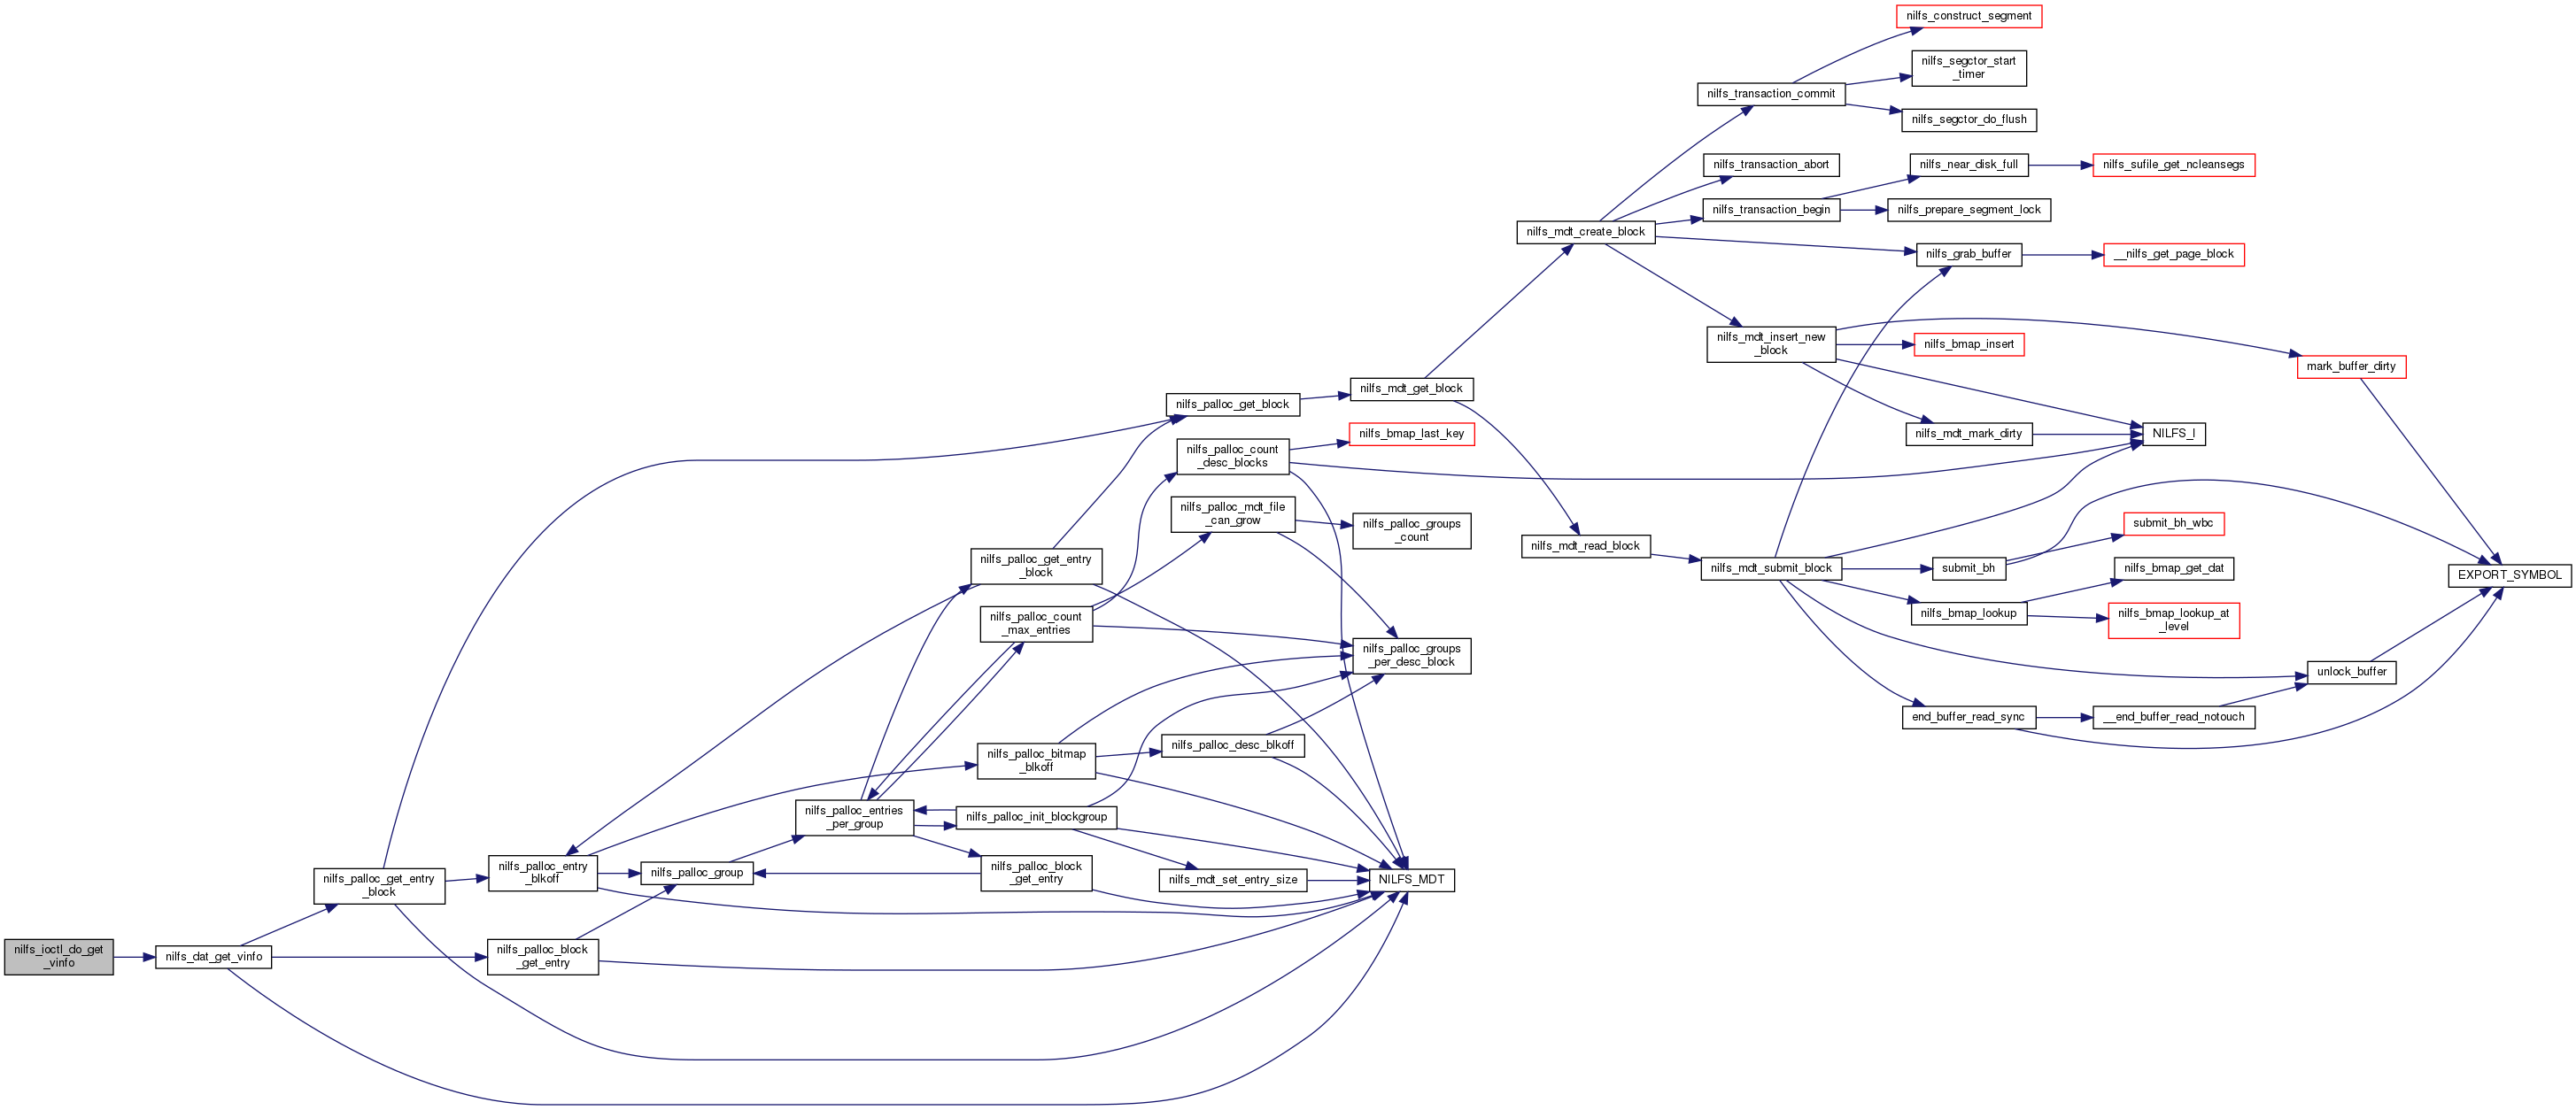 nilfs_construct_segment
nilfs_segctor_start
_timer
nilfs_transaction_commit
nilfs_segctor_do_flush
nilfs_transaction_abort
nilfs_near_disk_full
nilfs_sufile_get_ncleansegs
nilfs_transaction_begin
nilfs_prepare_segment_lock
nilfs_mdt_create_block
nilfs_grab_buffer
__nilfs_get_page_block
nilfs_mdt_insert_new
_block
nilfs_bmap_insert
mark_buffer_dirty
nilfs_mdt_get_block
nilfs_palloc_get_block
nilfs_bmap_last_key
nilfs_mdt_mark_dirty
NILFS_I
nilfs_palloc_count
_desc_blocks
nilfs_palloc_mdt_file
_can_grow
nilfs_palloc_groups
_count
submit_bh_wbc
nilfs_mdt_read_block
nilfs_palloc_get_entry
_block
nilfs_mdt_submit_block
submit_bh
nilfs_bmap_get_dat
EXPORT_SYMBOL
nilfs_palloc_count
_max_entries
nilfs_bmap_lookup
nilfs_bmap_lookup_at
_level
nilfs_palloc_groups
_per_desc_block
unlock_buffer
end_buffer_read_sync
__end_buffer_read_notouch
nilfs_palloc_desc_blkoff
nilfs_palloc_bitmap
_blkoff
nilfs_palloc_entries
_per_group
nilfs_palloc_init_blockgroup
nilfs_palloc_get_entry
_block
nilfs_palloc_entry
_blkoff
nilfs_palloc_group
nilfs_palloc_block
_get_entry
nilfs_mdt_set_entry_size
NILFS_MDT
nilfs_ioctl_do_get
_vinfo
nilfs_dat_get_vinfo
nilfs_palloc_block
_get_entry